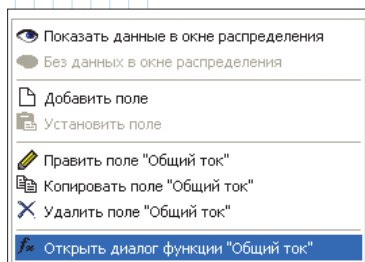 Показать данные в окне распределения
Без данных в окне распределения
Добавить поле
Установить поле
Править поле "Общий ток"
Копировать поле "Общий ток"
Удалить поле "Общий ток"
Открыть диалог функции "Общий ток"